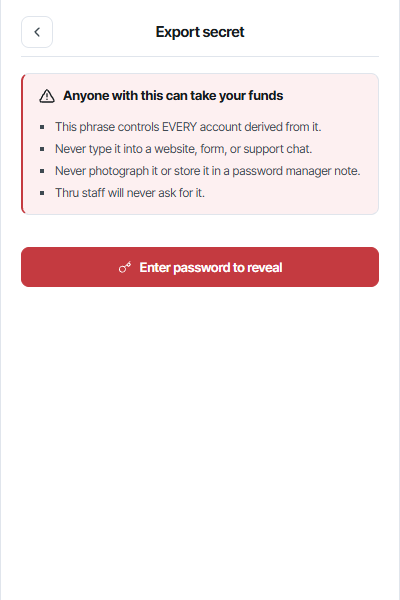 Export secret
Anyone with this can take your funds
This phrase controls EVERY account derived from it.
Never type it into a website, form, or support chat.
Never photograph it or store it in a password manager note.
Thru staff will never ask for it.
Enter password to reveal